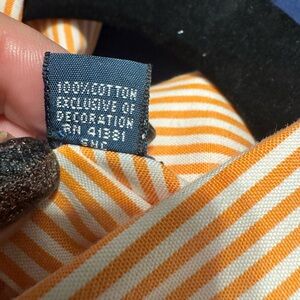 100%COTTON
EXCLUSIVE OF
DECORATION
RN 41381